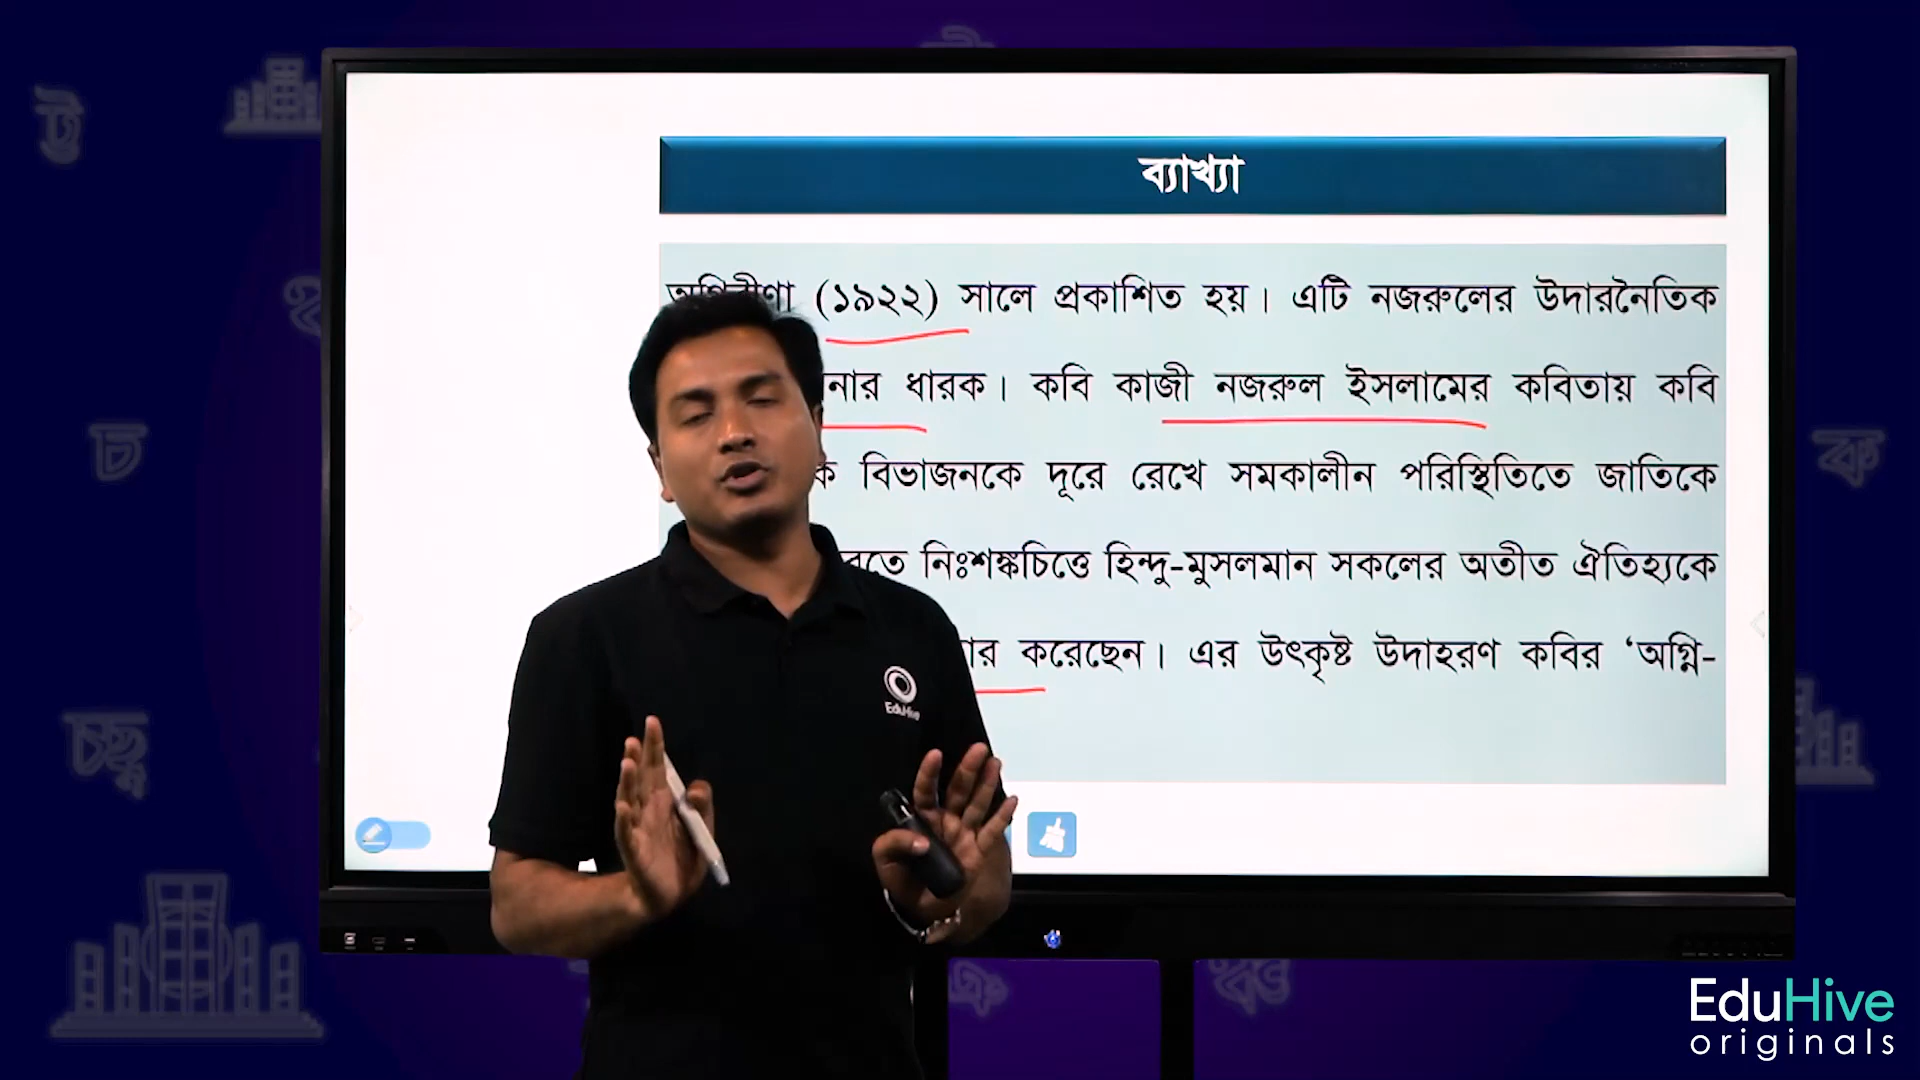 ব্যাখ্যা
(১৯২২) সালে প্রকাশিত হয়। এটি নজরুলের উদারনৈতিক
ধারক। কবি কাজী নজরুল ইসলামের কবিতায় কবি
বিভাজনকে দূরে রেখে সমকালীন পরিস্থিতিতে জাতিকে
নিঃশঙ্কচিত্তে হিন্দু-মুসলমান সকলের অতীত ঐতিহ্যকে
করেছেন। এর উৎকৃষ্ট উদাহরণ কবির ‘অগ্নি-
EduHive
EduHive
originals
ট্ট
চ
চ্ছ্ব
ক